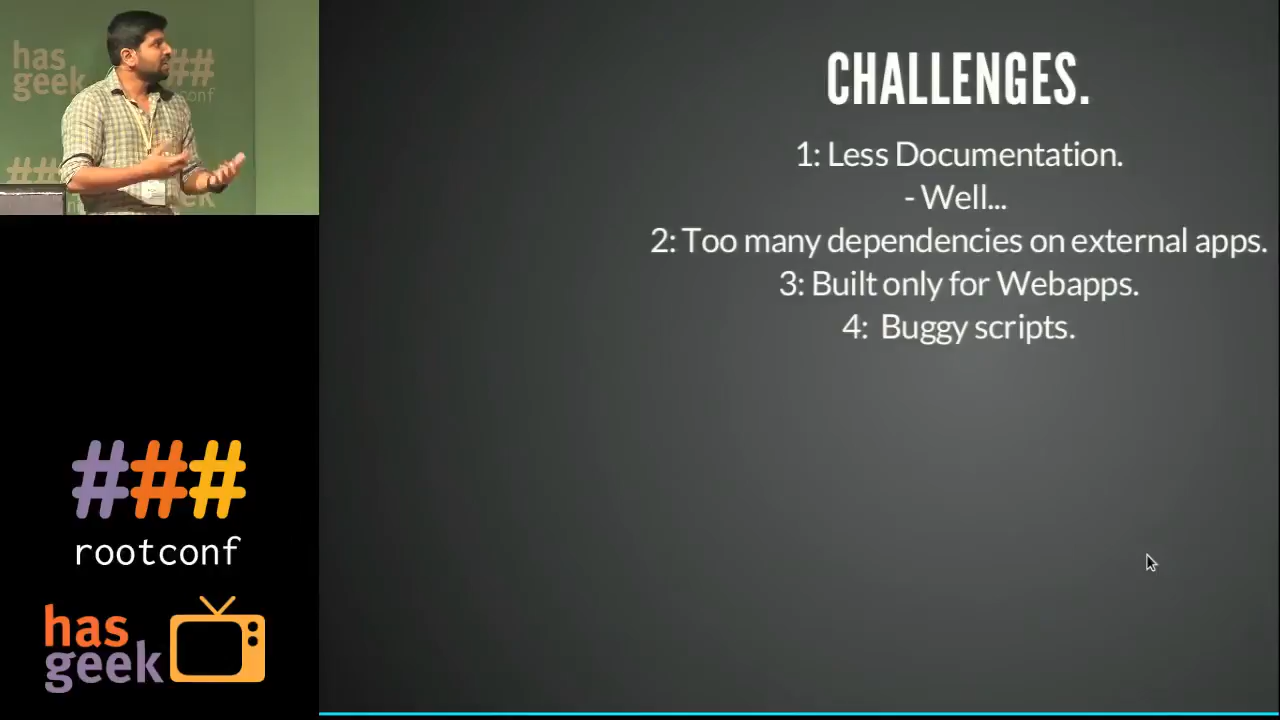 has
geek
##
conf
##
geek
CHALLENGES.
1: Less Documentation.
- Well...
2: Too many dependencies on external apps.
3: Built only for Webapps.
4: Buggy scripts.
###
rootconf
has
geek